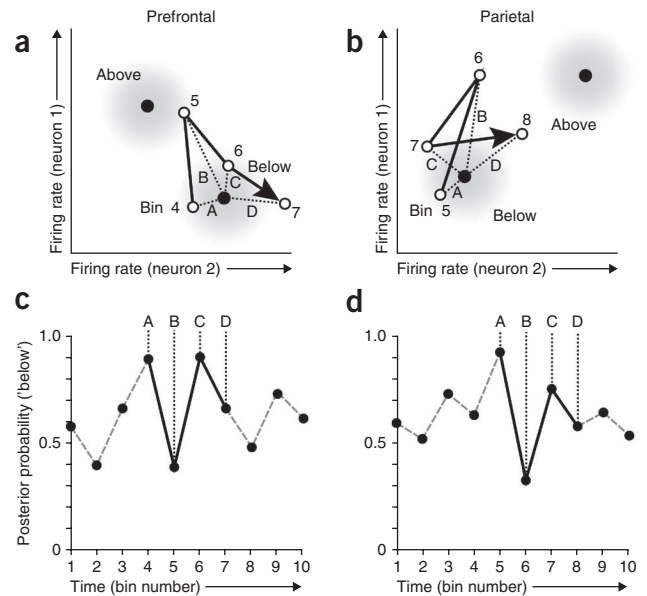 Prefrontal
a
Above
5
6
Below
B
C
Bin 4
A
D
7
Firing rate (neuron 1)
Firing rate (neuron 2)
Parietal
b
6
8
B
Above
7
C
D
A
Bin 5
Below
Firing rate (neuron 1)
Firing rate (neuron 2)
c
A B C D
1.0
0.5
0
Posterior probability ('below')
1 2 3 4 5 6 7 8 9 10
Time (bin number)
d
A B C D
1.0
0.5
0
1 2 3 4 5 6 7 8 9 10
Time (bin number)